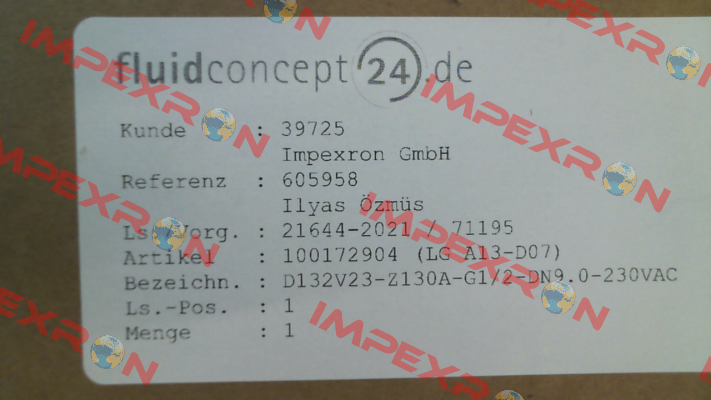 fluidconcept 24 .de
Kunde : 39725
Impexron GmbH
Referenz : 605958
Ilyas Özmüs
Ls./Vorg. : 21644-2021 / 71195
Artikel : 100172904 (LG A13-D07)
Bezeichn. : D132V23-Z130A-G1/2-DN9.0-230VAC
Ls.-Pos. : 1
Menge : 1
IMPEXRON
IMPEXRON
IMPEXRON
IMPEXRON
IMPEXRON
IMPEXRON